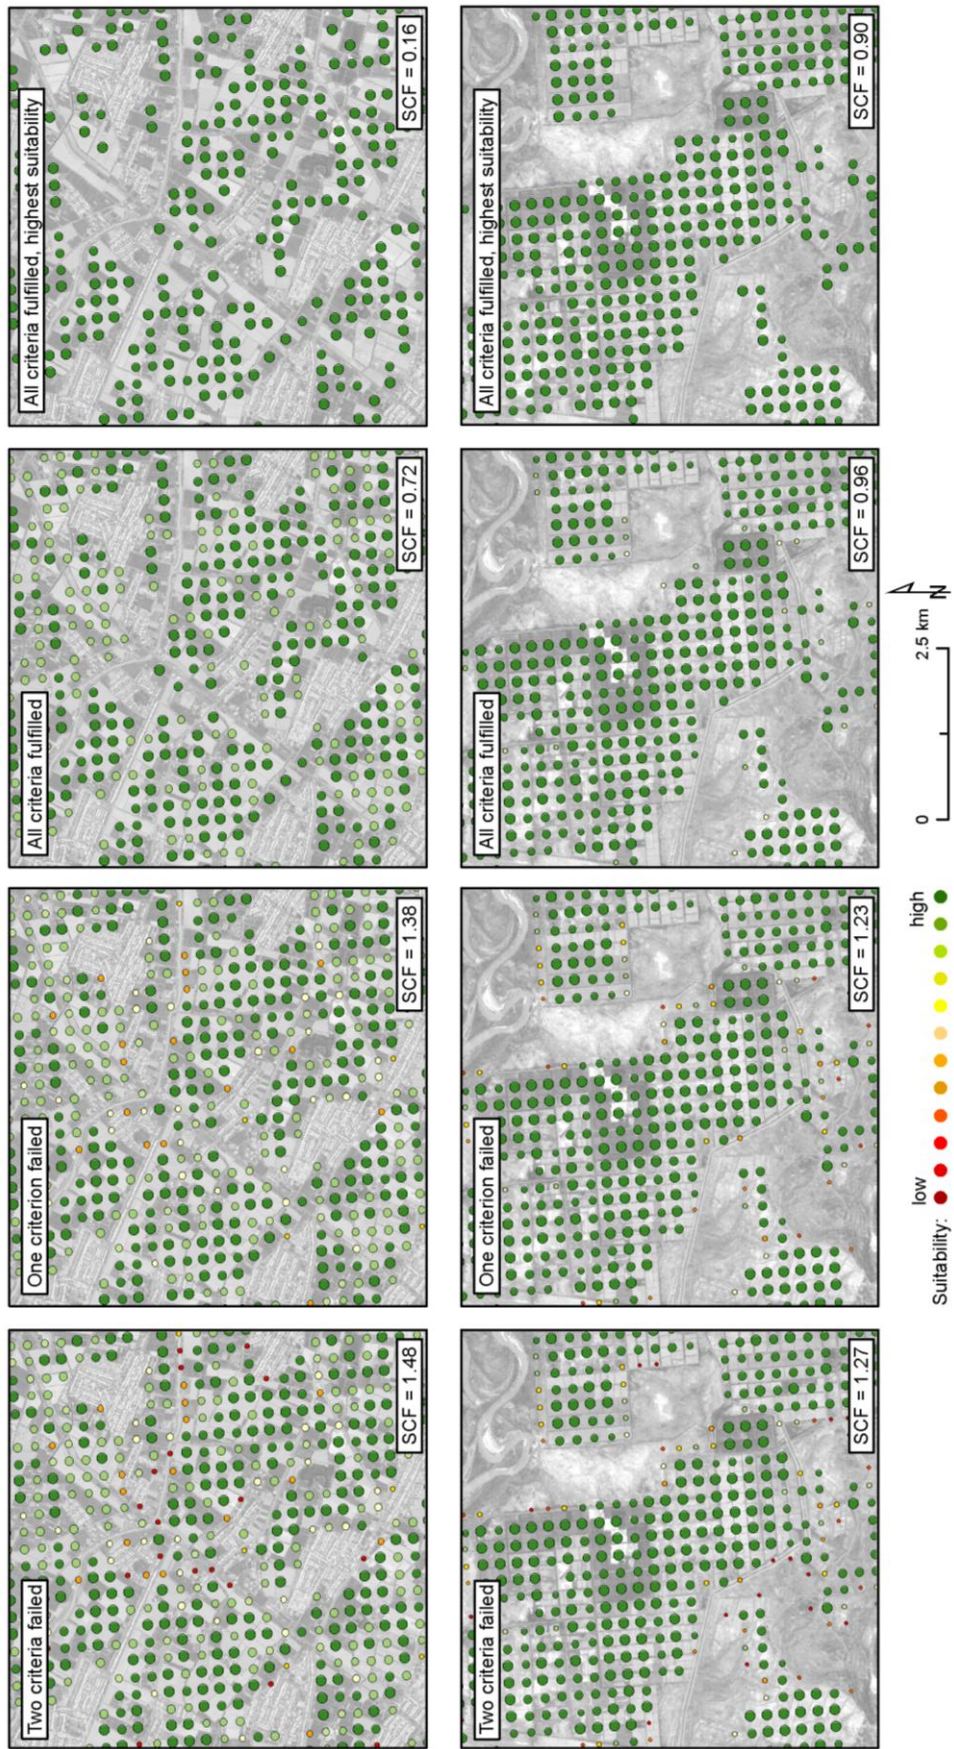 Two criteria failed
SCF = 1.48
One criterion failed
SCF = 1.38
All criteria fulfilled
SCF = 0.72
All criteria fulfilled, highest suitability
SCF = 0.16
Two criteria failed
SCF = 1.27
One criterion failed
SCF = 1.23
All criteria fulfilled
SCF = 0.96
All criteria fulfilled, highest suitability
SCF = 0.90
Suitability:
low
high
0
2.5 km
N